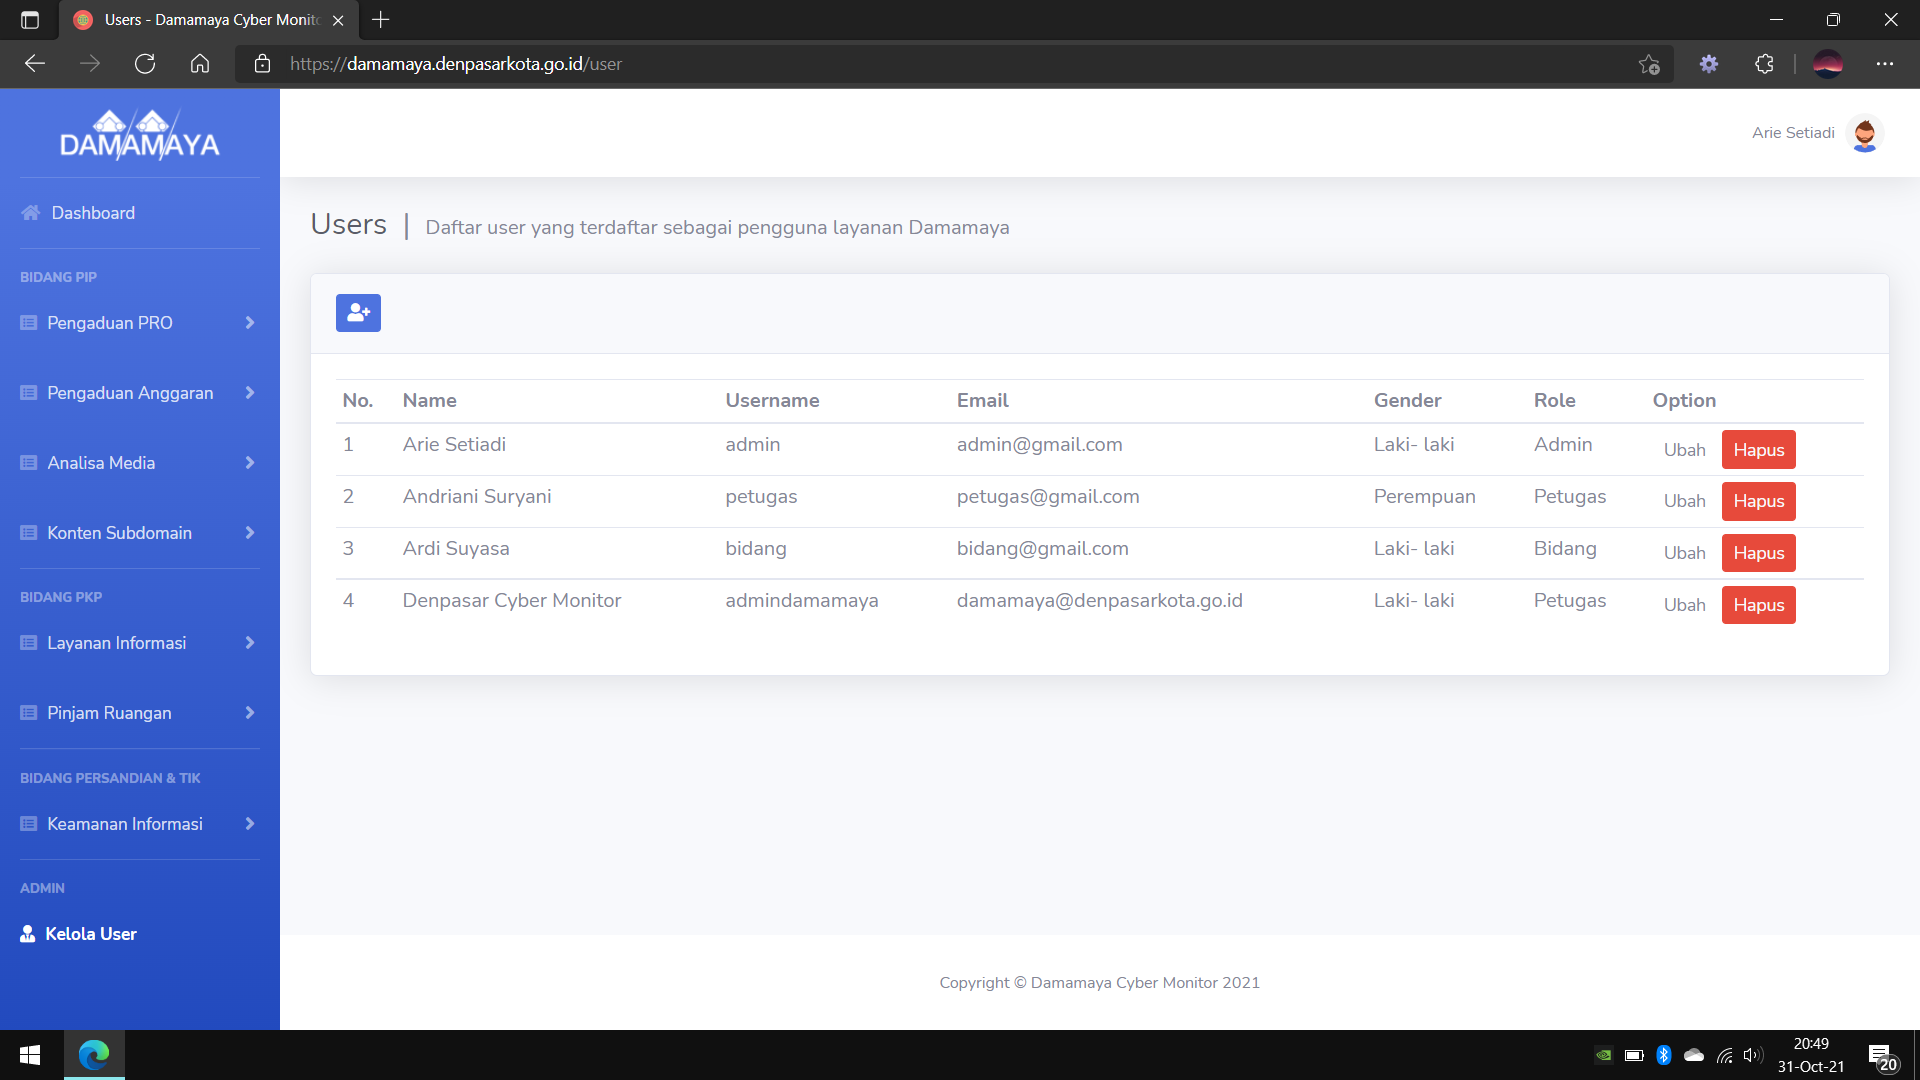 Users - Damamaya Cyber Monito
https://damamaya.denpasarkota.go.id/user
DAMAMAYA
Arie Setiadi
Dashboard
BIDANG PIP
Pengaduan PRO
Pengaduan Anggaran
Analisa Media
Konten Subdomain
BIDANG PKP
Layanan Informasi
Pinjam Ruangan
BIDANG PERSANDIAN & TIK
Keamanan Informasi
ADMIN
Kelola User
Users | Daftar user yang terdaftar sebagai pengguna layanan Damamaya
No. Name Username Email Gender Role Option
1 Arie Setiadi admin admin@gmail.com Laki- laki Admin Ubah Hapus
2 Andriani Suryani petugas petugas@gmail.com Perempuan Petugas Ubah Hapus
3 Ardi Suyasa bidang bidang@gmail.com Laki- laki Bidang Ubah Hapus
4 Denpasar Cyber Monitor admindamamaya damamaya@denpasarkota.go.id Laki- laki Petugas Ubah Hapus
Copyright © Damamaya Cyber Monitor 2021
20:49
31-Oct-21
20